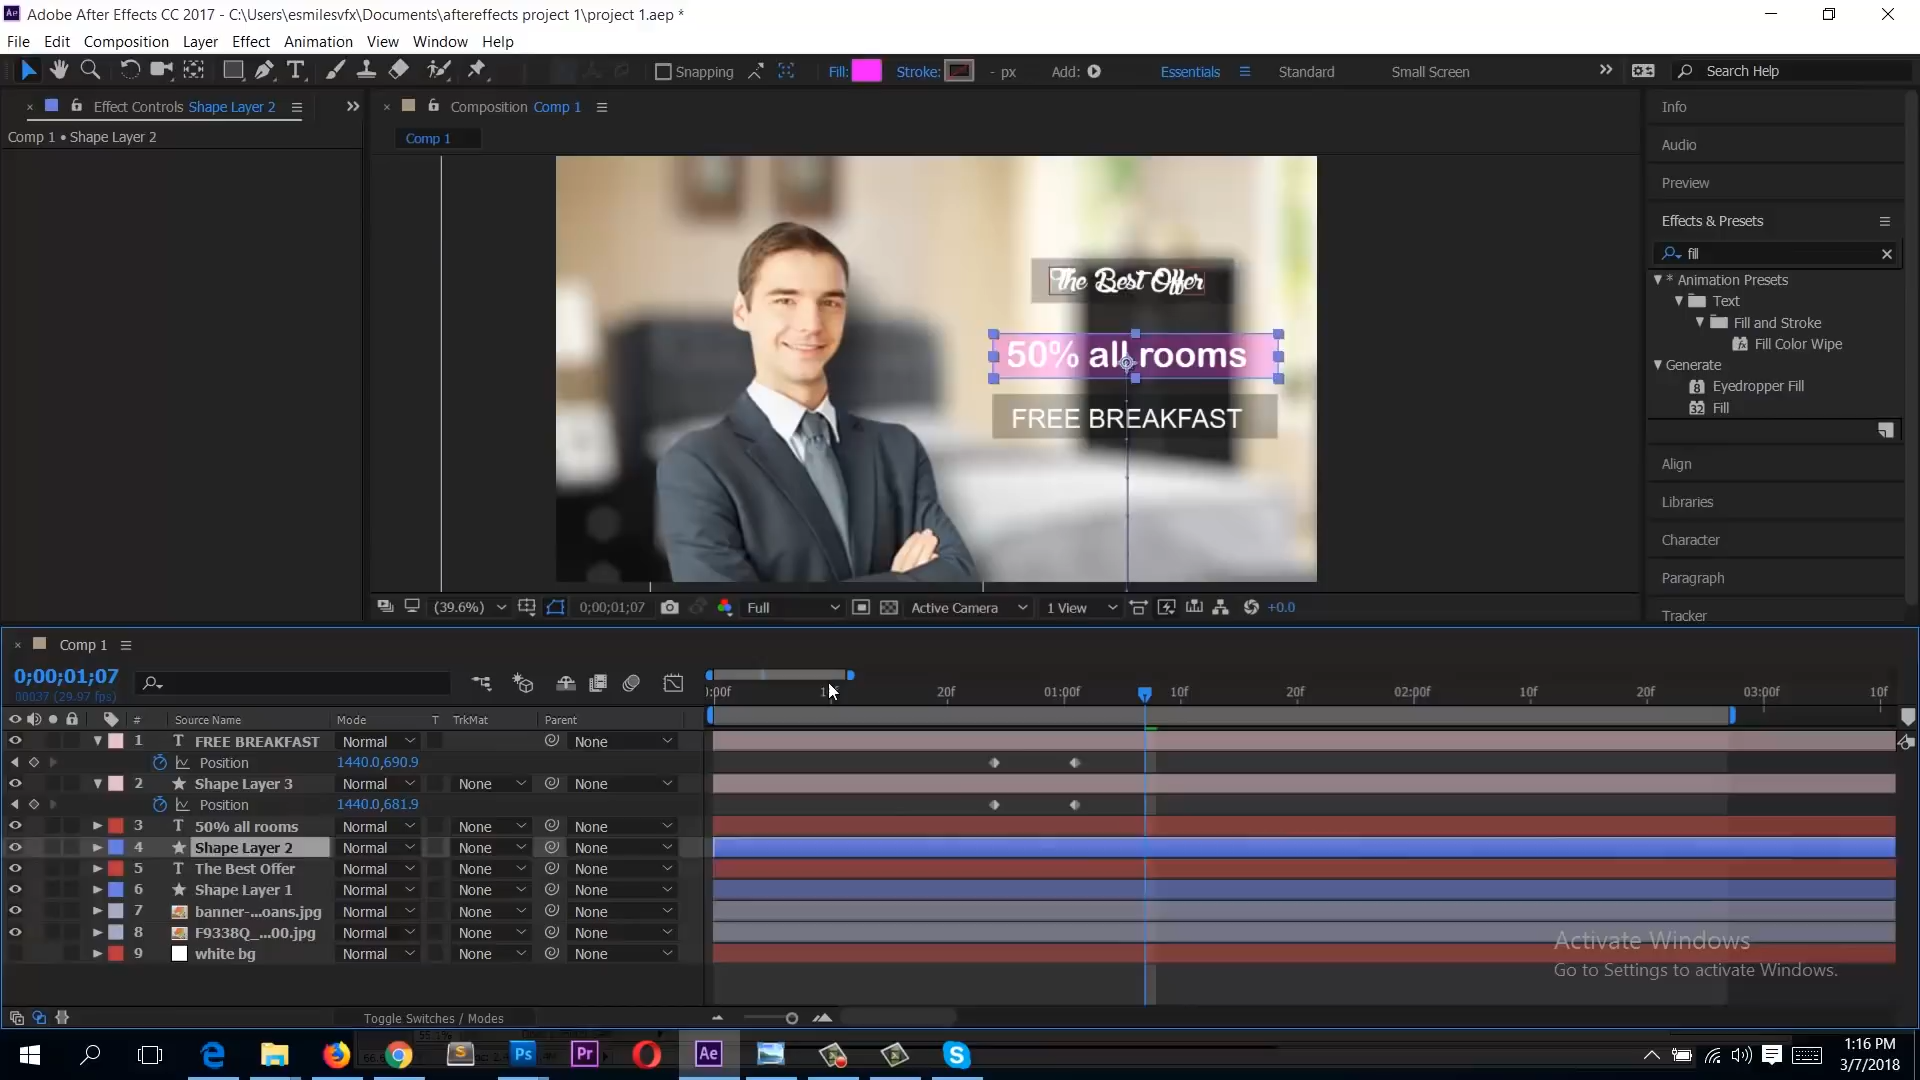 Adobe After Effects CC 2017 - C:\Users\esmilesvfx\Documents\aftereffects project 1\project 1.aep *
File Edit Composition Layer Effect Animation View Window Help
Snapping Fill: Stroke: - px Add: Essentials Standard Small Screen Search Help
Effect Controls Shape Layer 2
Comp 1 • Shape Layer 2
Composition Comp 1
Comp 1
The Best Offer
50% all rooms
FREE BREAKFAST
(39.6%) 0;00;01;07 Full Active Camera 1 View +0.0
Info
Audio
Preview
Effects & Presets
fill
* Animation Presets
Text
Fill and Stroke
Fill Color Wipe
Generate
Eyedropper Fill
Fill
Align
Libraries
Character
Paragraph
Tracker
Comp 1
0;00;01;07
00037 (29.97 fps)
20f 01:00f 10f 20f 02:00f 10f 20f 03:00f 10f
# Source Name Mode T TrkMat Parent
1 T FREE BREAKFAST Normal None
Position 1440.0,690.9
2 Shape Layer 3 Normal None None
Position 1440.0,681.9
3 T 50% all rooms Normal None None
4 Shape Layer 2 Normal None None
5 T The Best Offer Normal None None
6 Shape Layer 1 Normal None None
7 banner-...oans.jpg Normal None None
8 F9338Q_...00.jpg Normal None None
9 white bg Normal None None
Activate Windows
Go to Settings to activate Windows.
Toggle Switches / Modes
Ps Pr Ae
1:16 PM
3/7/2018